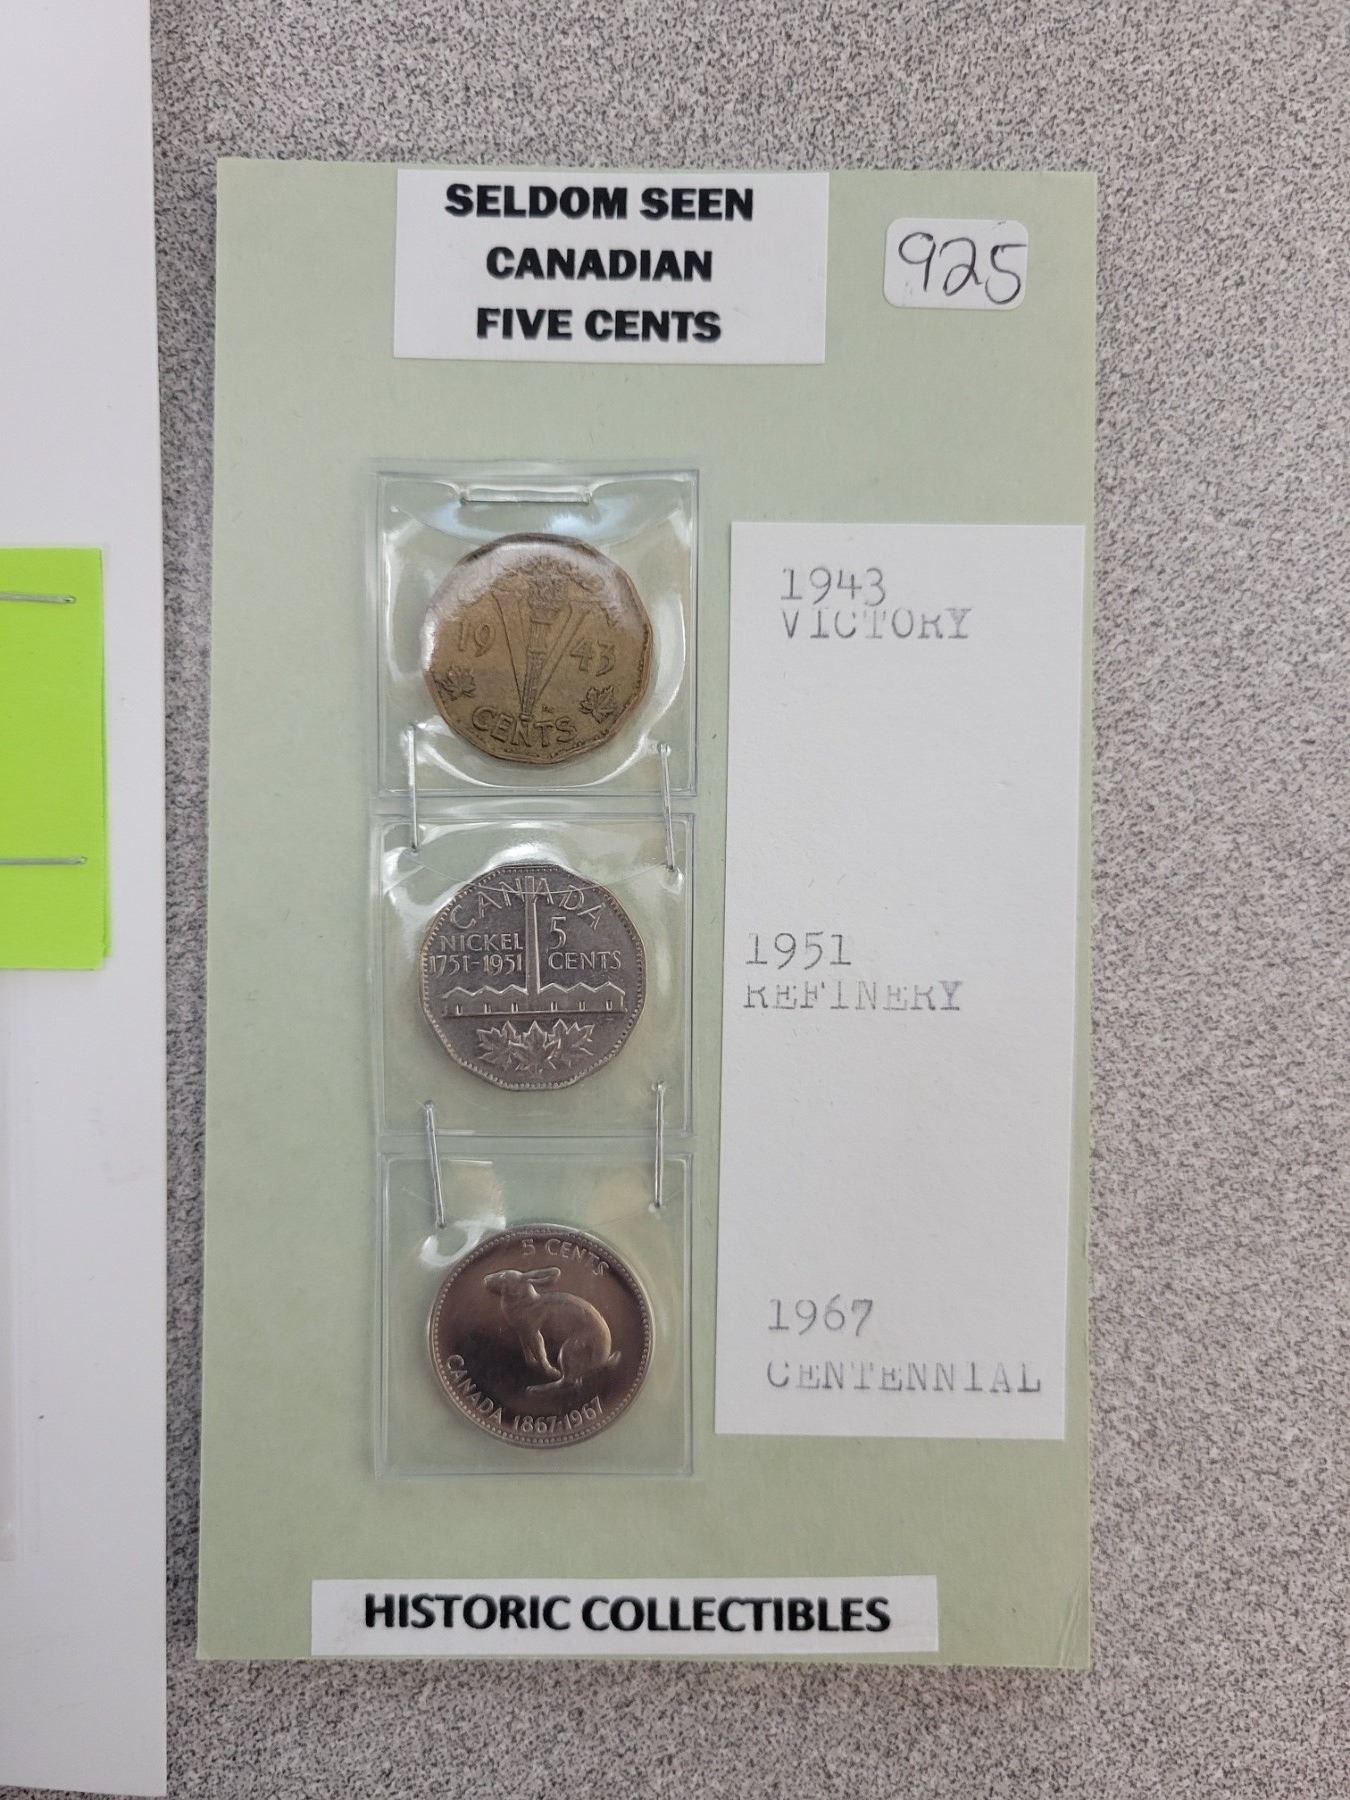 SELDOM SEEN
CANADIAN
FIVE CENTS
925
19 43
CENTS
1943
VICTORY
CANADA
NICKEL 5
1751-1951 CENTS
1951
REFINERY
5 CENTS
CANADA 1867-1967
1967
CENTENNIAL
HISTORIC COLLECTIBLES